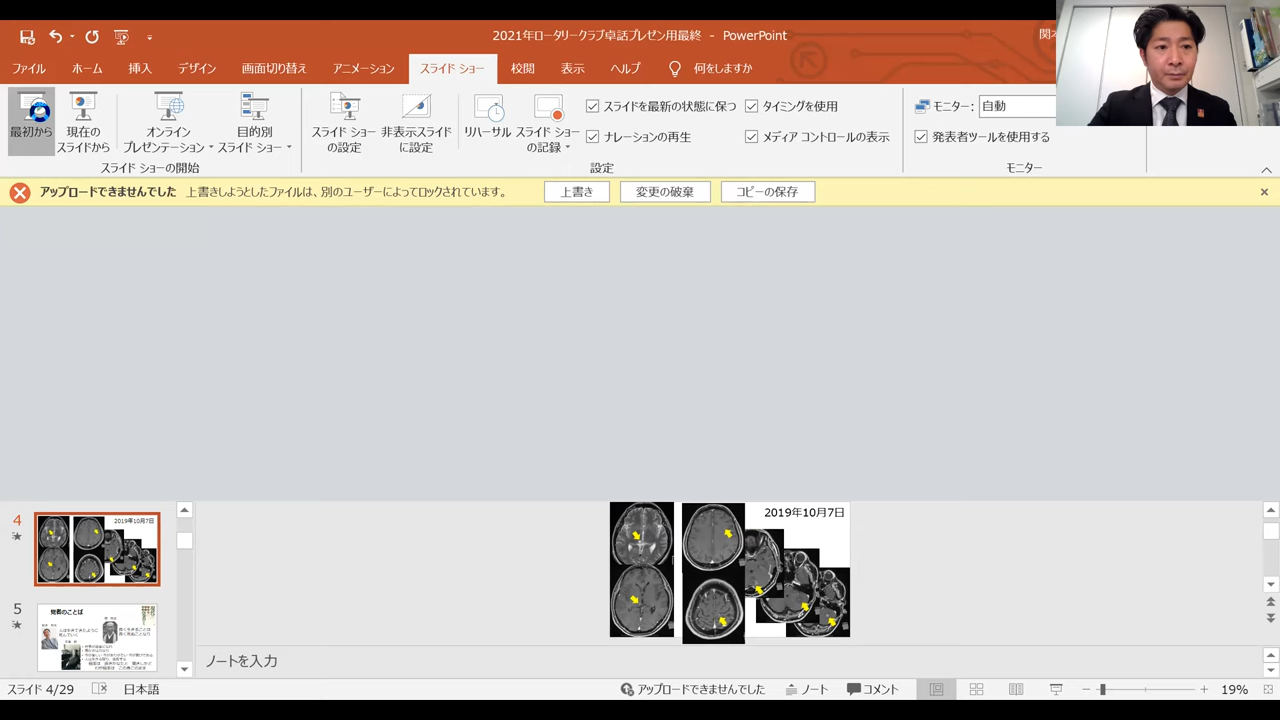 2021年ロータリークラブ卓話プレゼン用最終 - PowerPoint
ファイル ホーム 挿入 デザイン 画面切り替え アニメーション スライド ショー 校閲 表示 ヘルプ 何をしますか
最初から
現在の
スライドから
オンライン
プレゼンテーション
目的別
スライド ショー
スライド ショーの開始
スライド ショー
の設定
非表示スライド
に設定
リハーサル
スライド ショー
の記録
スライドを最新の状態に保つ
タイミングを使用
ナレーションの再生
メディア コントロールの表示
設定
モニター: 自動
発表者ツールを使用する
モニター
アップロードできませんでした 上書きしようとしたファイルは、別のユーザーによってロックされています。 上書き 変更の破棄 コピーの保存
4
2019年10月7日
2019年10月7日
5
ノートを入力
スライド 4/29 日本語 アップロードできませんでした ノート コメント 19%